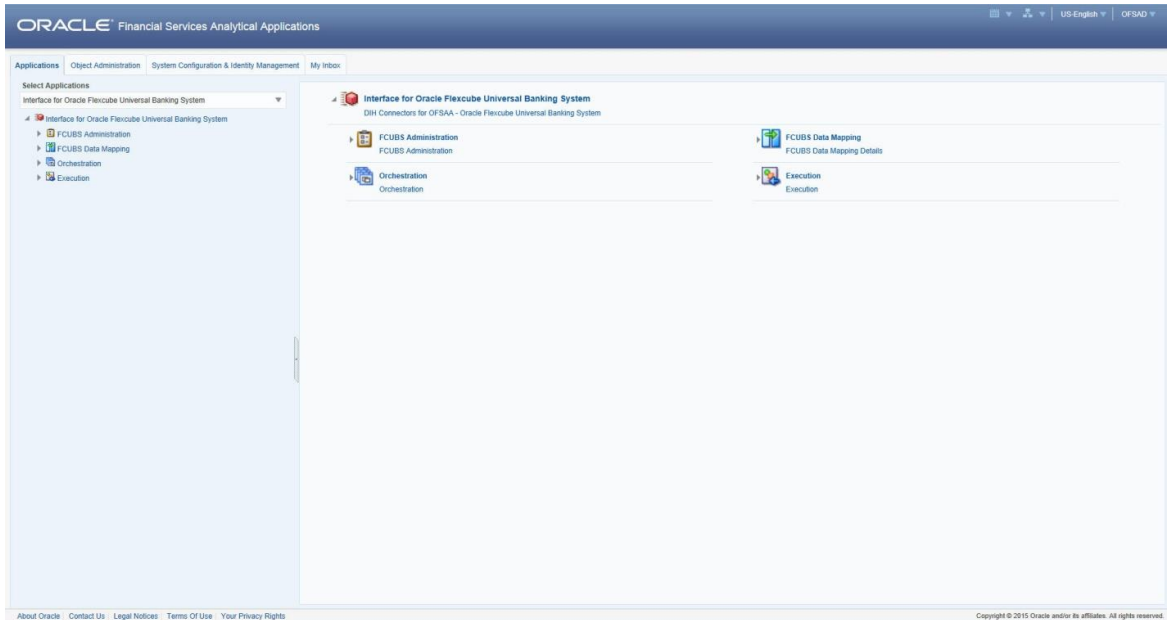 ORACLE Financial Services Analytical Applications
US-English OFSAD
Applications Object Administration System Configuration & Identity Management My Inbox
Select Applications
Interface for Oracle Flexcube Universal Banking System
Interface for Oracle Flexcube Universal Banking System
FCUBS Administration
FCUBS Data Mapping
Orchestration
Execution
Interface for Oracle Flexcube Universal Banking System
DIH Connectors for OFSAA - Oracle Flexcube Universal Banking System
FCUBS Administration
FCUBS Administration
FCUBS Data Mapping
FCUBS Data Mapping Details
Orchestration
Orchestration
Execution
Execution
About Oracle Contact Us Legal Notices Terms Of Use Your Privacy Rights
Copyright © 2015 Oracle and/or its affiliates. All rights reserved.